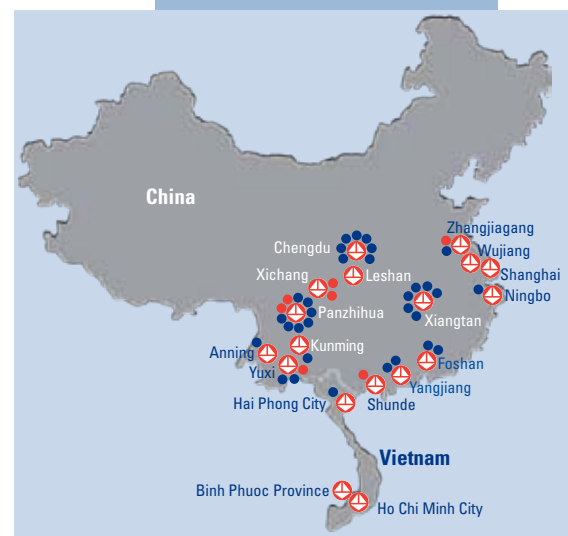 China
Zhangjiagang
Chengdu
Wujiang
Xichang
Leshan
Shanghai
Ningbo
Panzhihua
Xiangtan
Kunming
Anning
Foshan
Yuxi
Yangjiang
Hai Phong City
Shunde
Vietnam
Binh Phuoc Province
Ho Chi Minh City